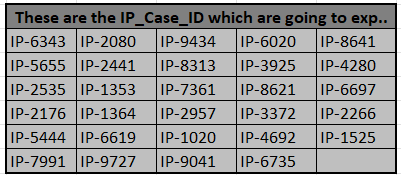 These are the IP_Case_ID which are going to exp..
IP-6343 IP-2080 IP-9434 IP-6020 IP-8641
IP-5655 IP-2441 IP-8313 IP-3925 IP-4280
IP-2535 IP-1353 IP-7361 IP-8621 IP-6697
IP-2176 IP-1364 IP-2957 IP-3372 IP-2266
IP-5444 IP-6619 IP-1020 IP-4692 IP-1525
IP-7991 IP-9727 IP-9041 IP-6735